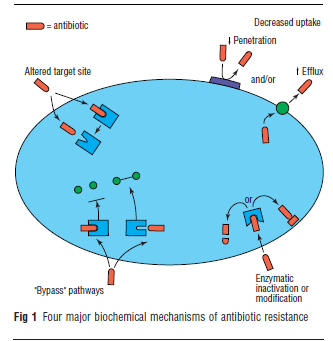 = antibiotic
Decreased uptake
Penetration
Altered target site
and/or
Efflux
or
"Bypass" pathways
Enzymatic
inactivation or
modification
Fig 1 Four major biochemical mechanisms of antibiotic resistance